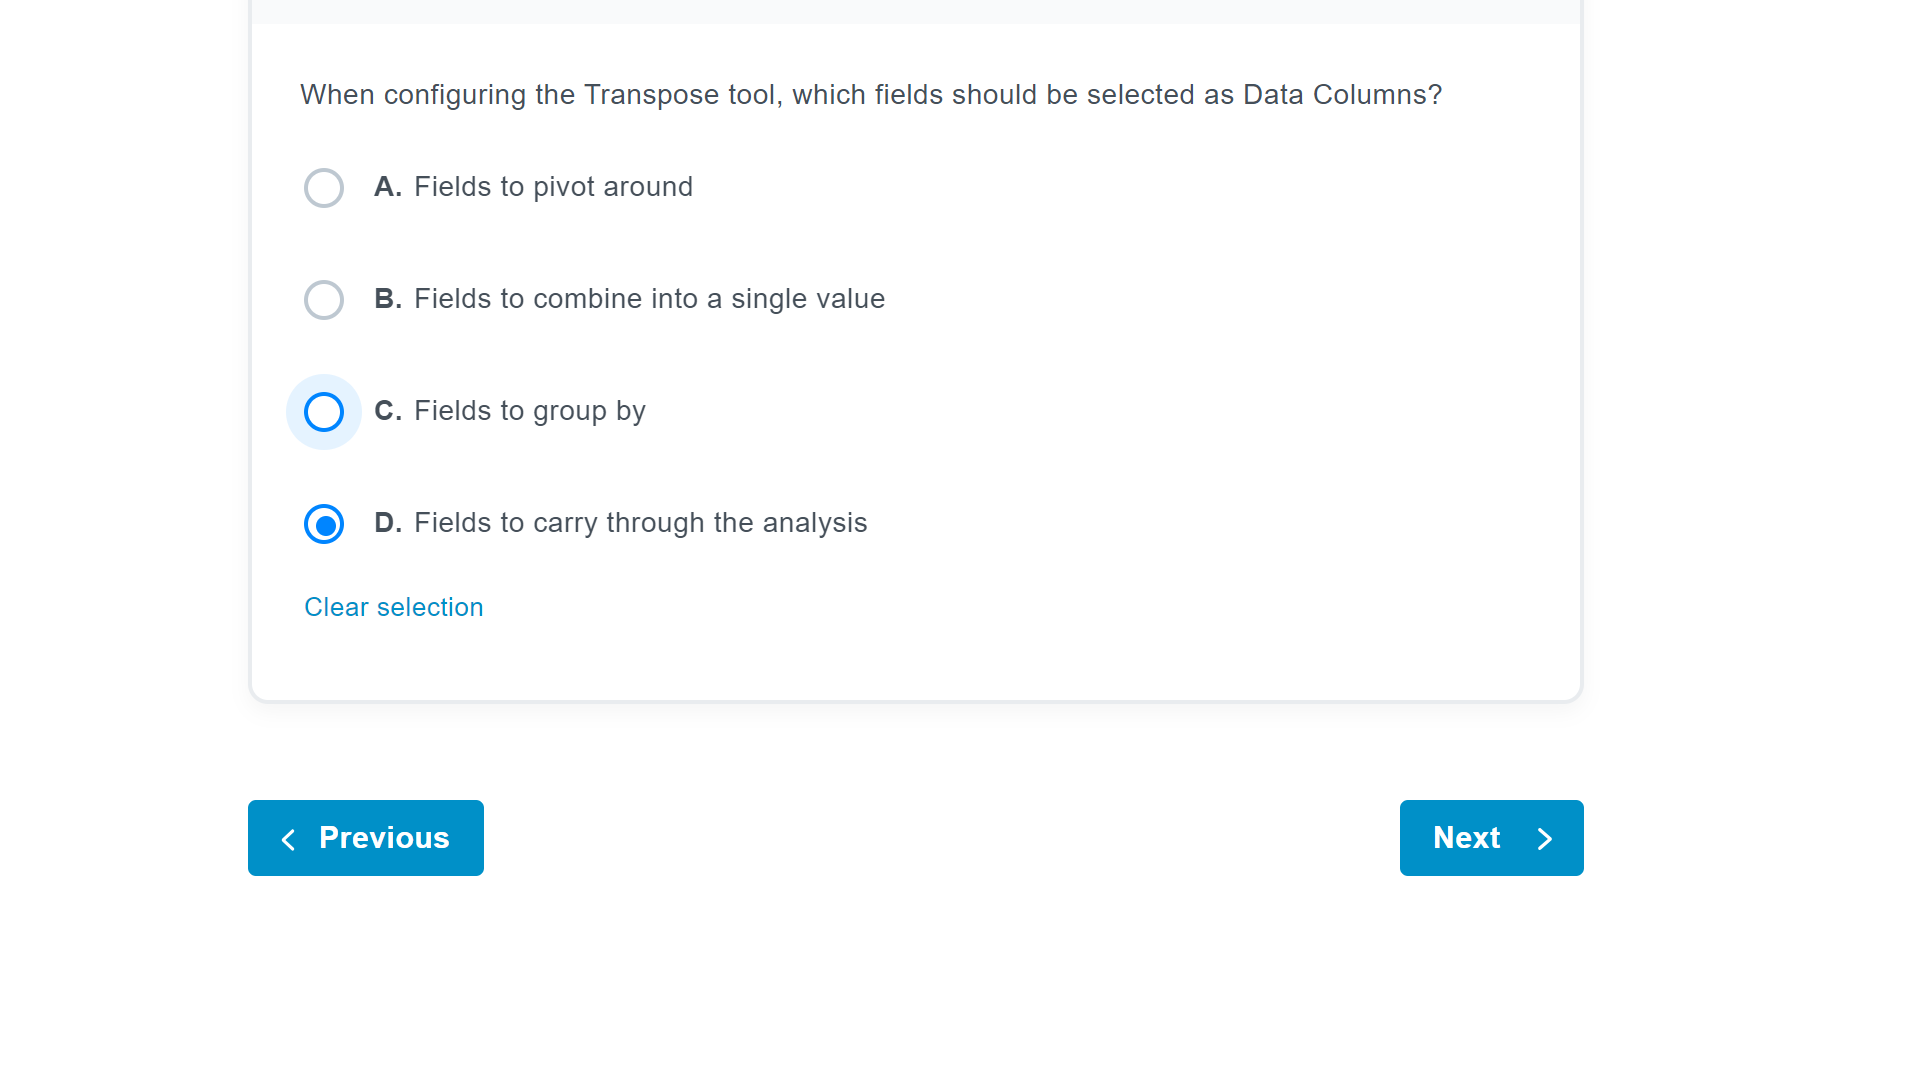 When configuring the Transpose tool, which fields should be selected as Data Columns?
A. Fields to pivot around
B. Fields to combine into a single value
C. Fields to group by
D. Fields to carry through the analysis
Clear selection
Previous
Next